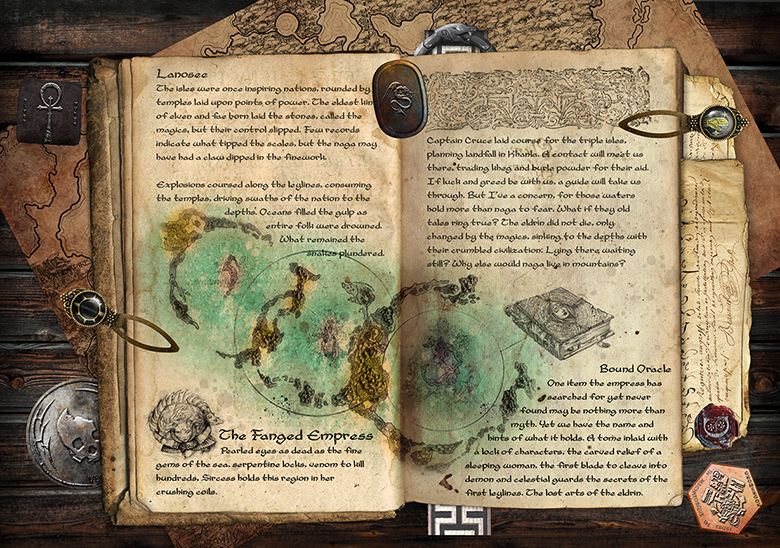 Lanosee
The isles were once inspiring nations, rounded by
temples laid upon points of power. The eldest kin
of elven and fae born laid the stones, called the
magics, but their control slipped. Few records
indicate what tipped the scales, but the naga may
have had a claw dipped in the finework.
Explosions coursed along the leylines, consuming
the temples, driving swaths of the nation to the
depths. Oceans filled the gulp as
entire folk were drowned.
What remained the
snakes plundered.
The Fanged Empress
Pearled eyes as dead as the fine
gems of the sea, serpentine locks, venom to kill
hundreds, Sircess holds this region in her
crushing coils.
Captain Cruce laid course for the triple isles,
planning landfall in Khanka. A contact will meet us
there, trading kheg and burle powder for their aid.
If luck and greed be with us, a guide will take us
through. But I've a concern, for those waters
hold more than naga to fear. What if they old
tales ring true? The eldrin did not die, only
changed by the magics, sinking to the depths with
their crumbled civilization. Lying there, waiting
still? Why else would naga live in mountains?
Bound Oracle
One item the empress has
searched for yet never
found may be nothing more than
myth. Yet we have the name and
hints of what it holds. A tome inlaid with
a lock of characters, the carved relief of a
sleeping woman, the first blade to cleave into
demon and celestial guards the secrets of the
first leylines. The lost arts of the eldrin.